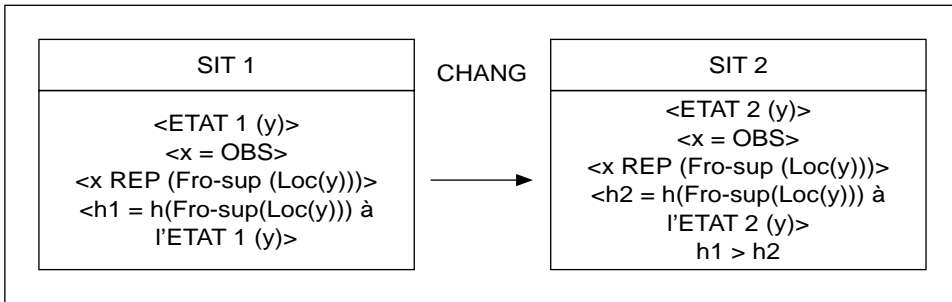 SIT 1
<ETAT 1 (y)>
<x = OBS>
<x REP (Fro-sup (Loc(y)))>
<h1 = h(Fro-sup(Loc(y))) à
l'ETAT 1 (y)>
CHANG
SIT 2
<ETAT 2 (y)>
<x = OBS>
<x REP (Fro-sup (Loc(y)))>
<h2 = h(Fro-sup(Loc(y))) à
l'ETAT 2 (y)>
h1 > h2